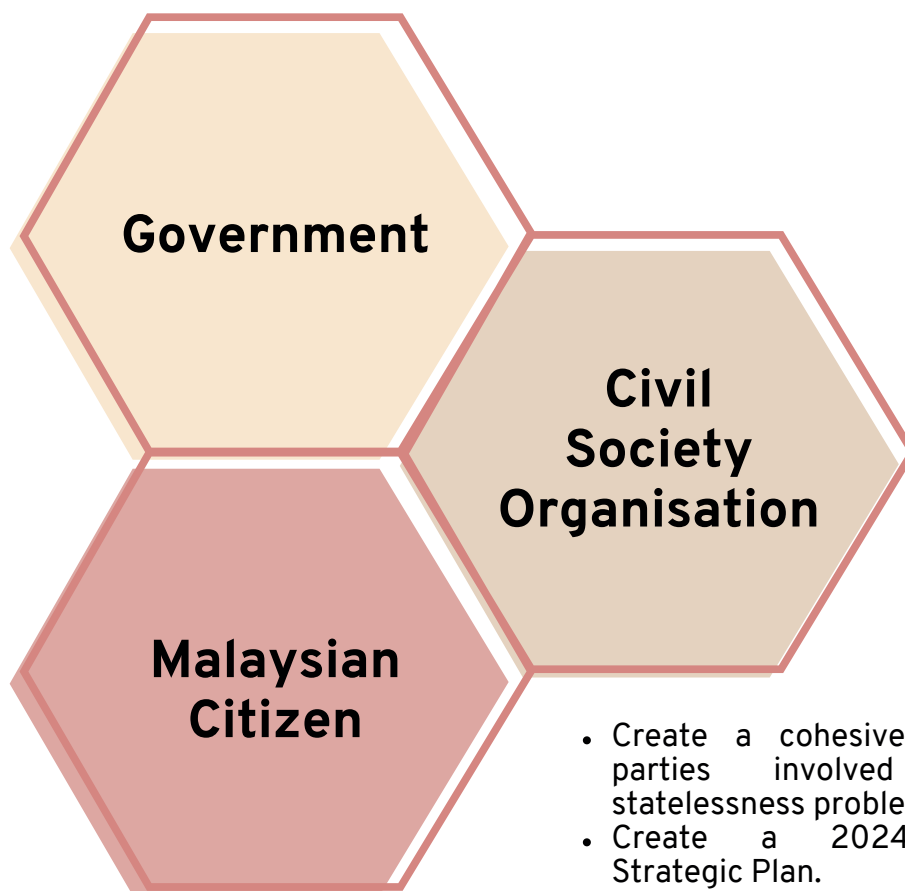 Government
Civil
Society
Organisation
Malaysian
Citizen
• Create a cohesive
parties involved
statelessness proble
• Create a 2024
Strategic Plan.